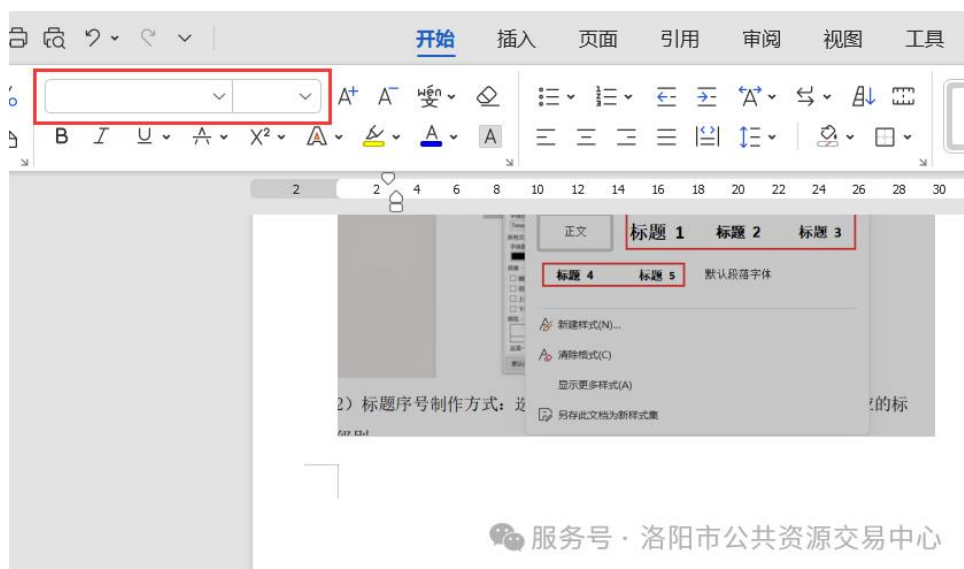 开始 插入 页面 引用 审阅 视图 工具
A+ A- wén 变
B I U A X² A A A
2 2 4 6 8 10 12 14 16 18 20 22 24 26 28 30
正文 标题 1 标题 2 标题 3
标题 4 标题 5 默认段落字体
新建样式(N)...
清除格式(C)
显示更多样式(A)
2）标题序号制作方式：选
的标
另存此文档为新样式集
服务号 · 洛阳市公共资源交易中心